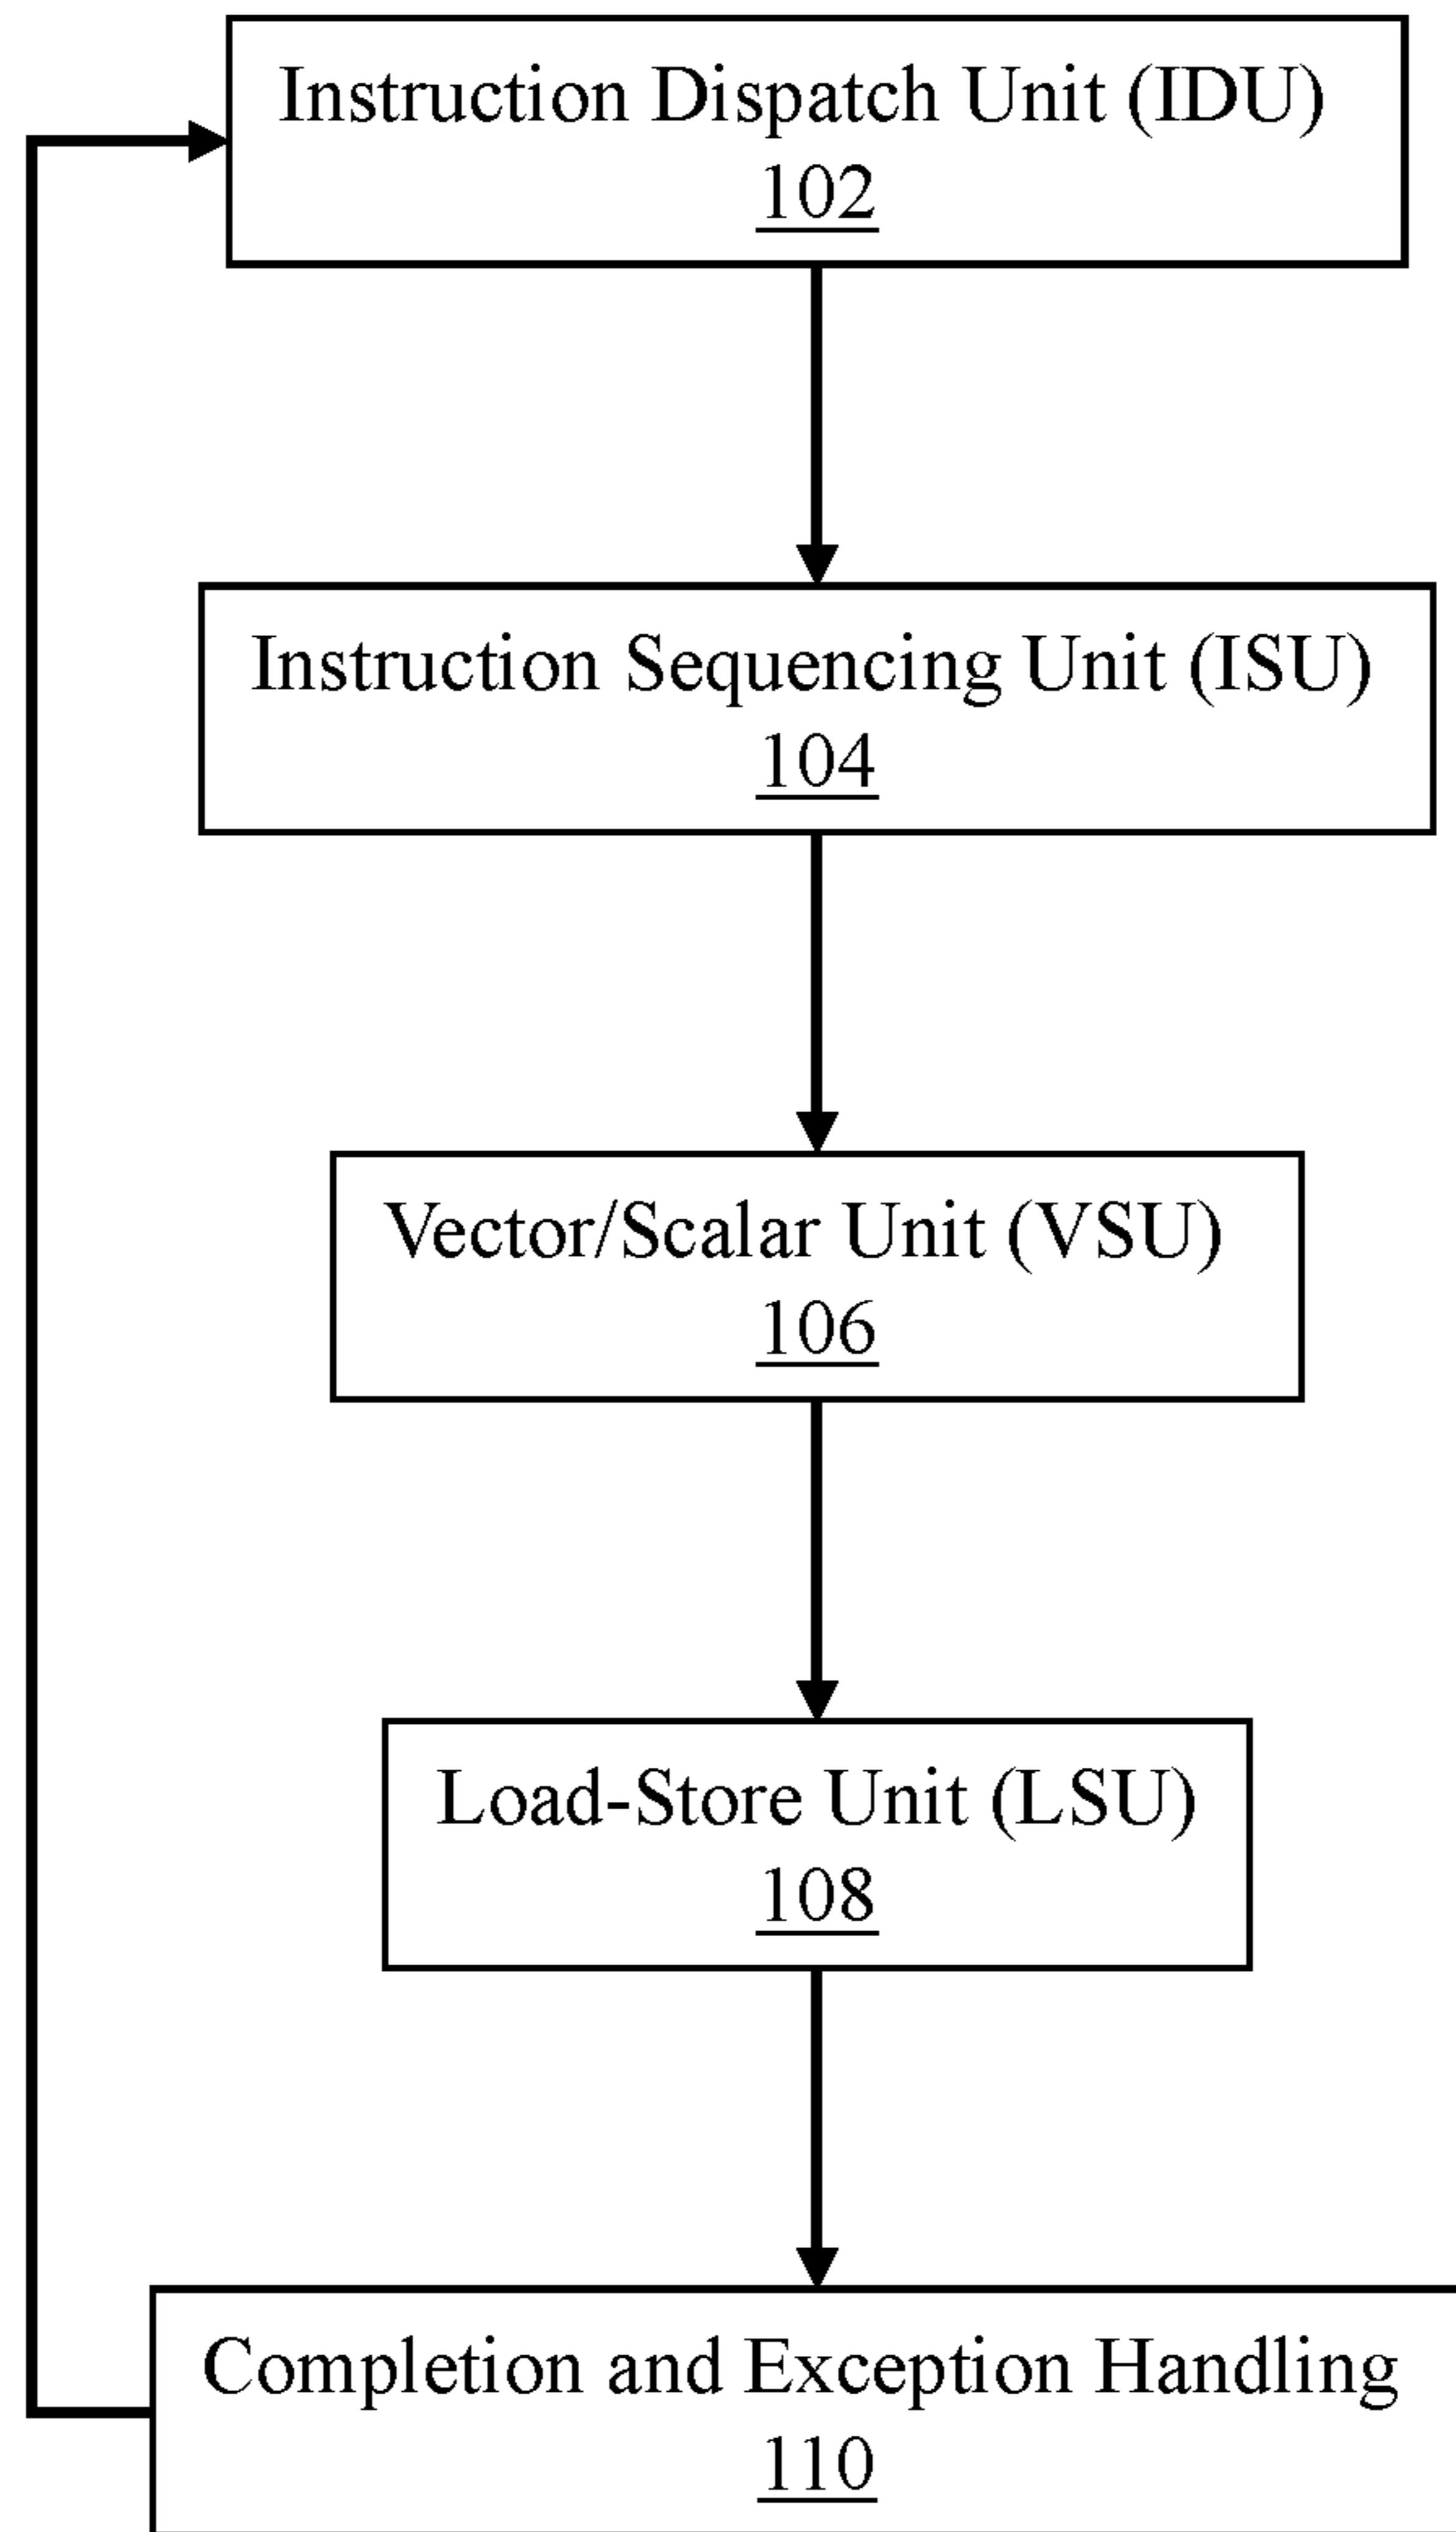 Instruction Dispatch Unit (IDU)
102
Instruction Sequencing Unit (ISU)
104
Vector/Scalar Unit (VSU)
106
Load-Store Unit (LSU)
108
Completion and Exception Handling
110